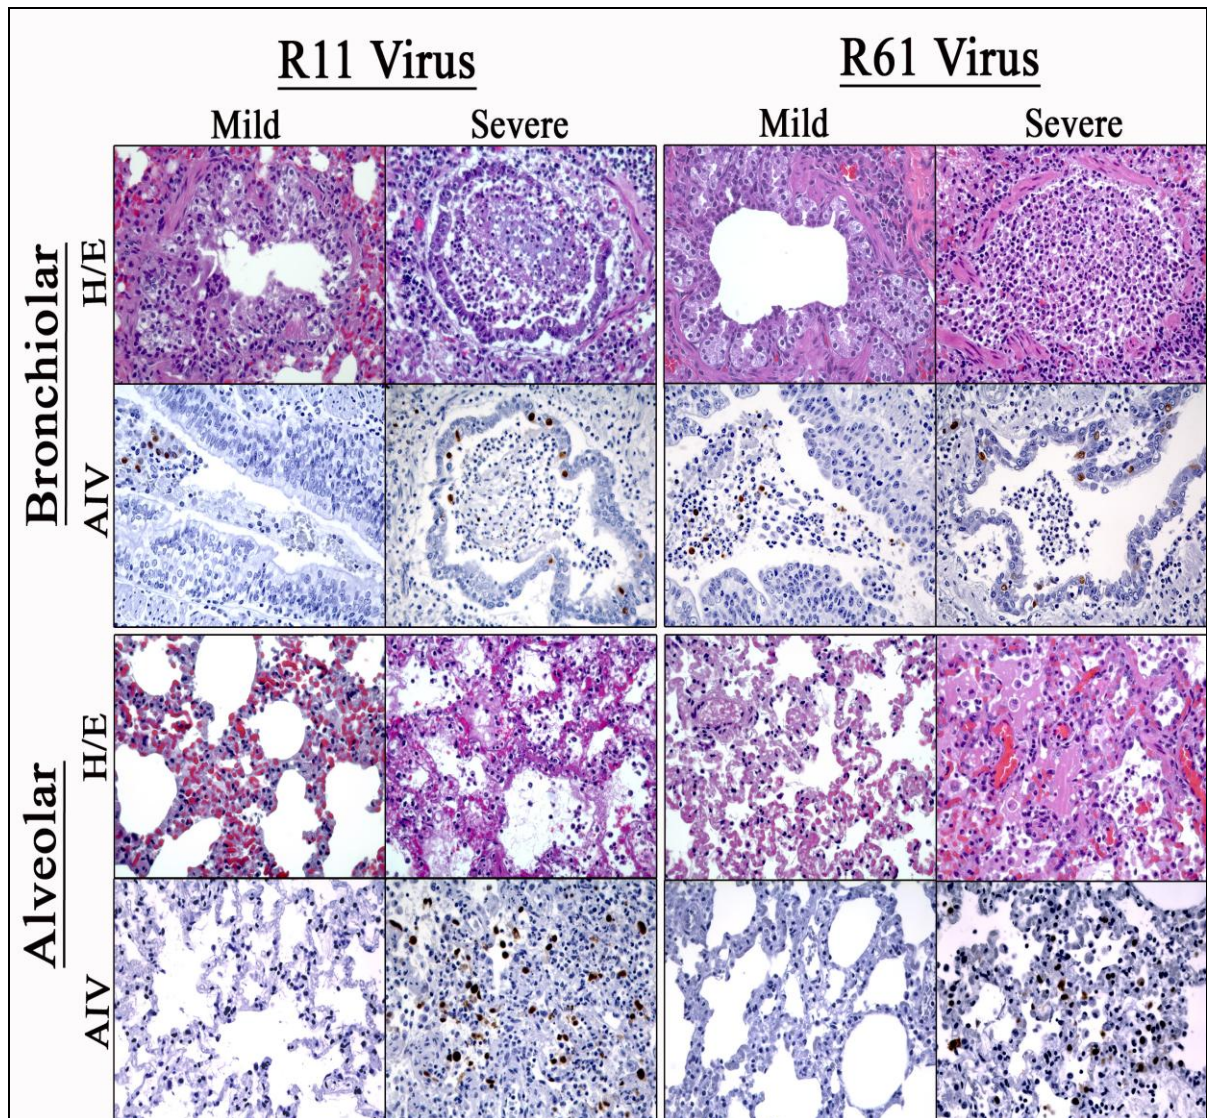 R11 Virus
R61 Virus
Mild
Severe
Mild
Severe
Bronchiolar
H/E
AIV
Alveolar
H/E
AIV